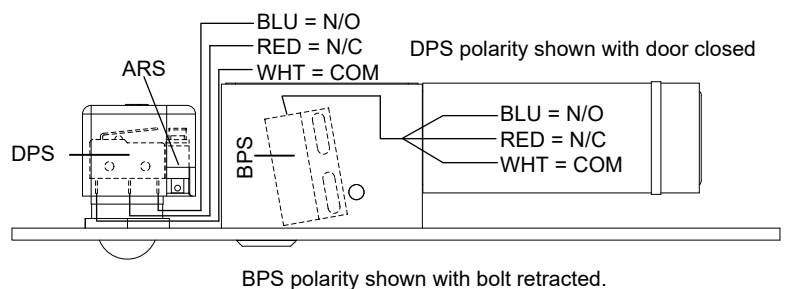 BLU = N/O
RED = N/C
WHT = COM
DPS polarity shown with door closed
ARS
DPS
BPS
BLU = N/O
RED = N/C
WHT = COM
BPS polarity shown with bolt retracted.